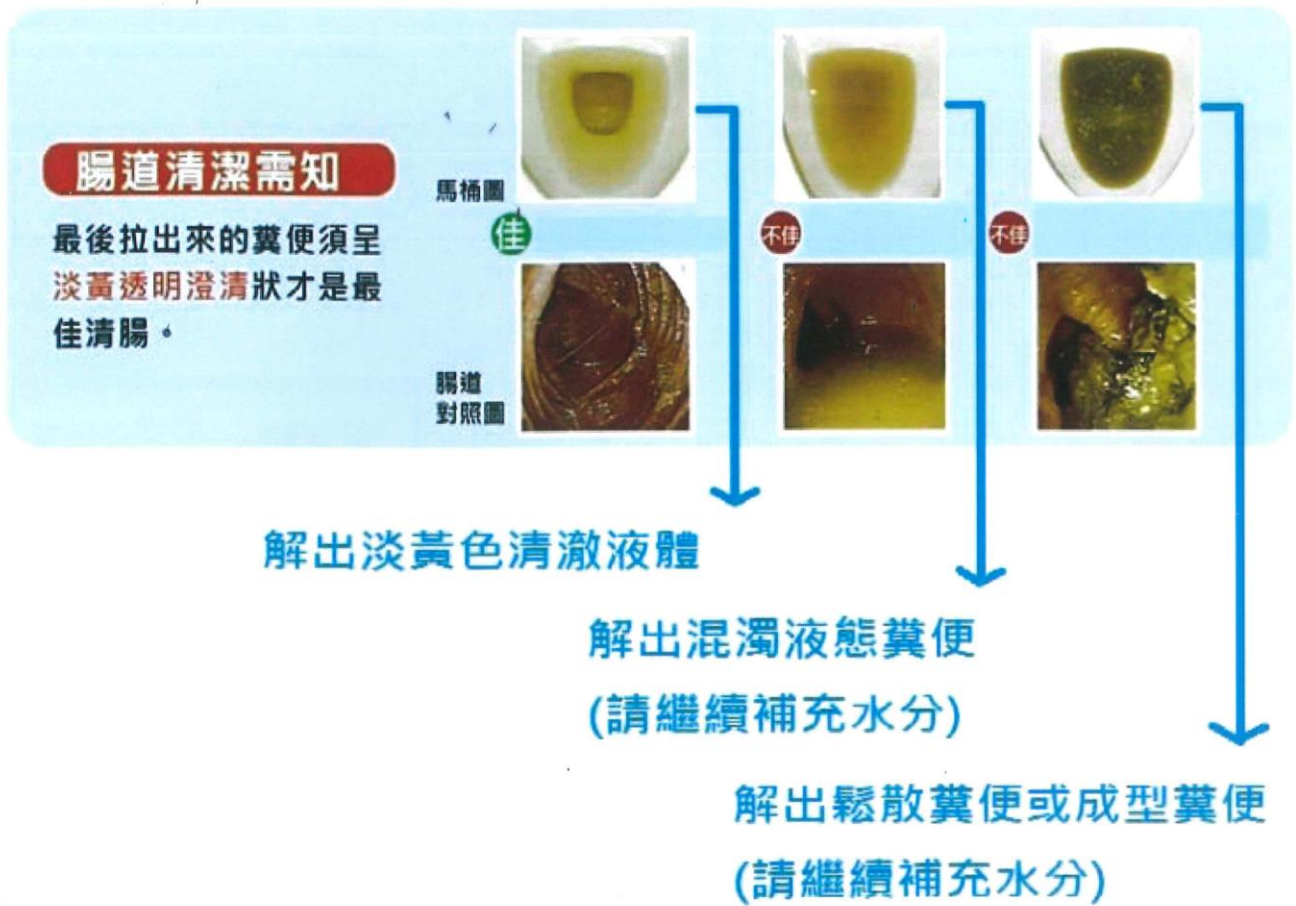 腸道清潔需知
最後拉出來的糞便須呈
淡黃透明澄清狀才是最
佳清腸。
馬桶圖
佳
不佳
不佳
腸道
對照圖
解出淡黃色清澈液體
解出混濁液態糞便
(請繼續補充水分)
解出鬆散糞便或成型糞便
(請繼續補充水分)